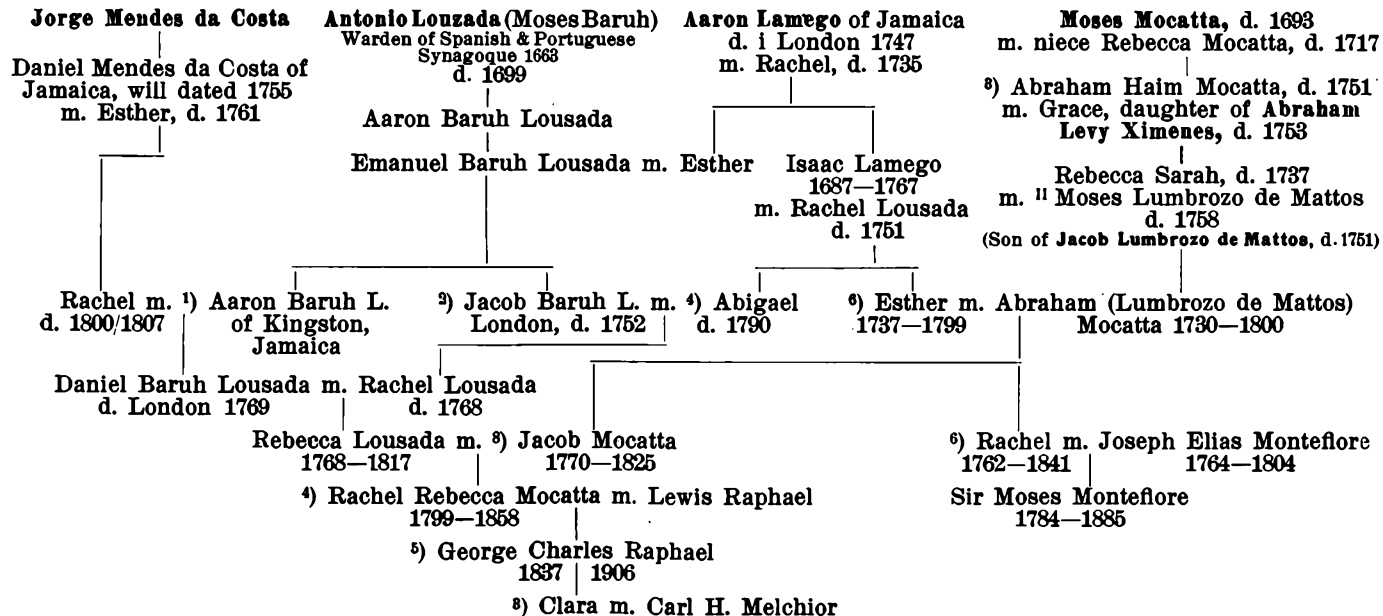 Jorge Mendes da Costa
Daniel Mendes da Costa of
Jamaica, will dated 1755
m. Esther, d. 1761
Antonio Louzada (Moses Baruh)
Warden of Spanish & Portuguese
Synagoque 1663
d. 1699
Aaron Baruh Lousada
Emanuel Baruh Lousada m. Esther
Aaron Lamego of Jamaica
d. i London 1747
m. Rachel, d. 1735
Isaac Lamego
1687—1767
m. Rachel Lousada
d. 1751
Moses Mocatta, d. 1693
m. niece Rebecca Mocatta, d. 1717
8) Abraham Haim Mocatta, d. 1751
m. Grace, daughter of Abraham
Levy Ximenes, d. 1753
Rebecca Sarah, d. 1737
m. 11 Moses Lumbrozo de Mattos
d. 1758
(Son of Jacob Lumbrozo de Mattos, d. 1751)
Rachel m. 1) Aaron Baruh L.
d. 1800/1807
of Kingston,
Jamaica
2) Jacob Baruh L. m. 4) Abigael
London, d. 1752
d. 1790
6) Esther m. Abraham (Lumbrozo de Mattos)
1737—1799
Mocatta 1730—1800
Daniel Baruh Lousada m. Rachel Lousada
d. London 1769
d. 1768
Rebecca Lousada m. 8) Jacob Mocatta
1768—1817
1770—1825
6) Rachel m. Joseph Elias Montefiore
1762—1841
1764—1804
4) Rachel Rebecca Mocatta m. Lewis Raphael
1799—1858
Sir Moses Montefiore
1784—1885
5) George Charles Raphael
1837 1906
8) Clara m. Carl H. Melchior